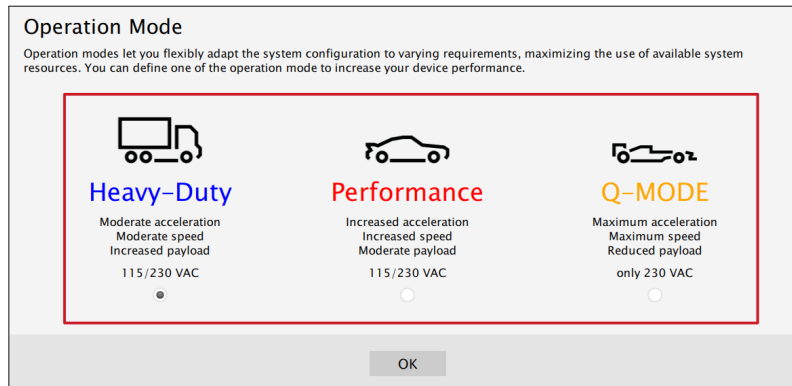 Operation Mode
Operation modes let you flexibly adapt the system configuration to varying requirements, maximizing the use of available system
resources. You can define one of the operation mode to increase your device performance.
Heavy-Duty
Moderate acceleration
Moderate speed
Increased payload
115/230 VAC
Performance
Increased acceleration
Increased speed
Moderate payload
115/230 VAC
Q-MODE
Maximum acceleration
Maximum speed
Reduced payload
only 230 VAC
OK